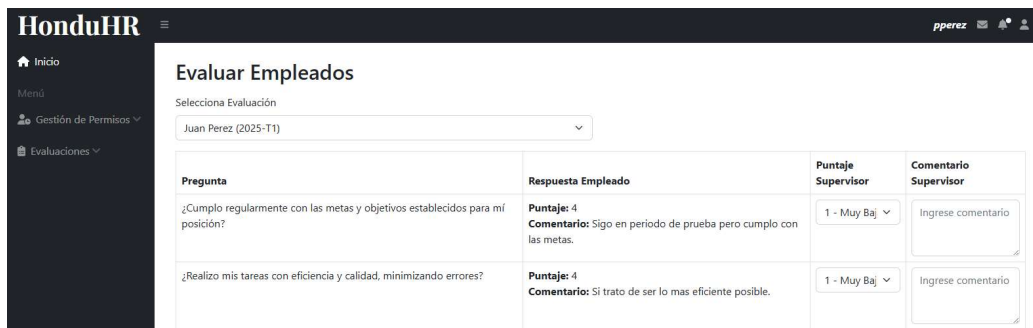 HonduHR
pperez
Inicio
Menú
Gestión de Permisos
Evaluaciones
Evaluar Empleados
Selecciona Evaluación
Juan Perez (2025-T1)
Pregunta
Respuesta Empleado
Puntaje
Supervisor
Comentario
Supervisor
¿Cumplo regularmente con las metas y objetivos establecidos para mí
posición?
Puntaje: 4
Comentario: Sigo en periodo de prueba pero cumplo con
las metas.
1 - Muy Baj
Ingrese comentario
¿Realizo mis tareas con eficiencia y calidad, minimizando errores?
Puntaje: 4
Comentario: Si trato de ser lo mas eficiente posible.
1 - Muy Baj
Ingrese comentario